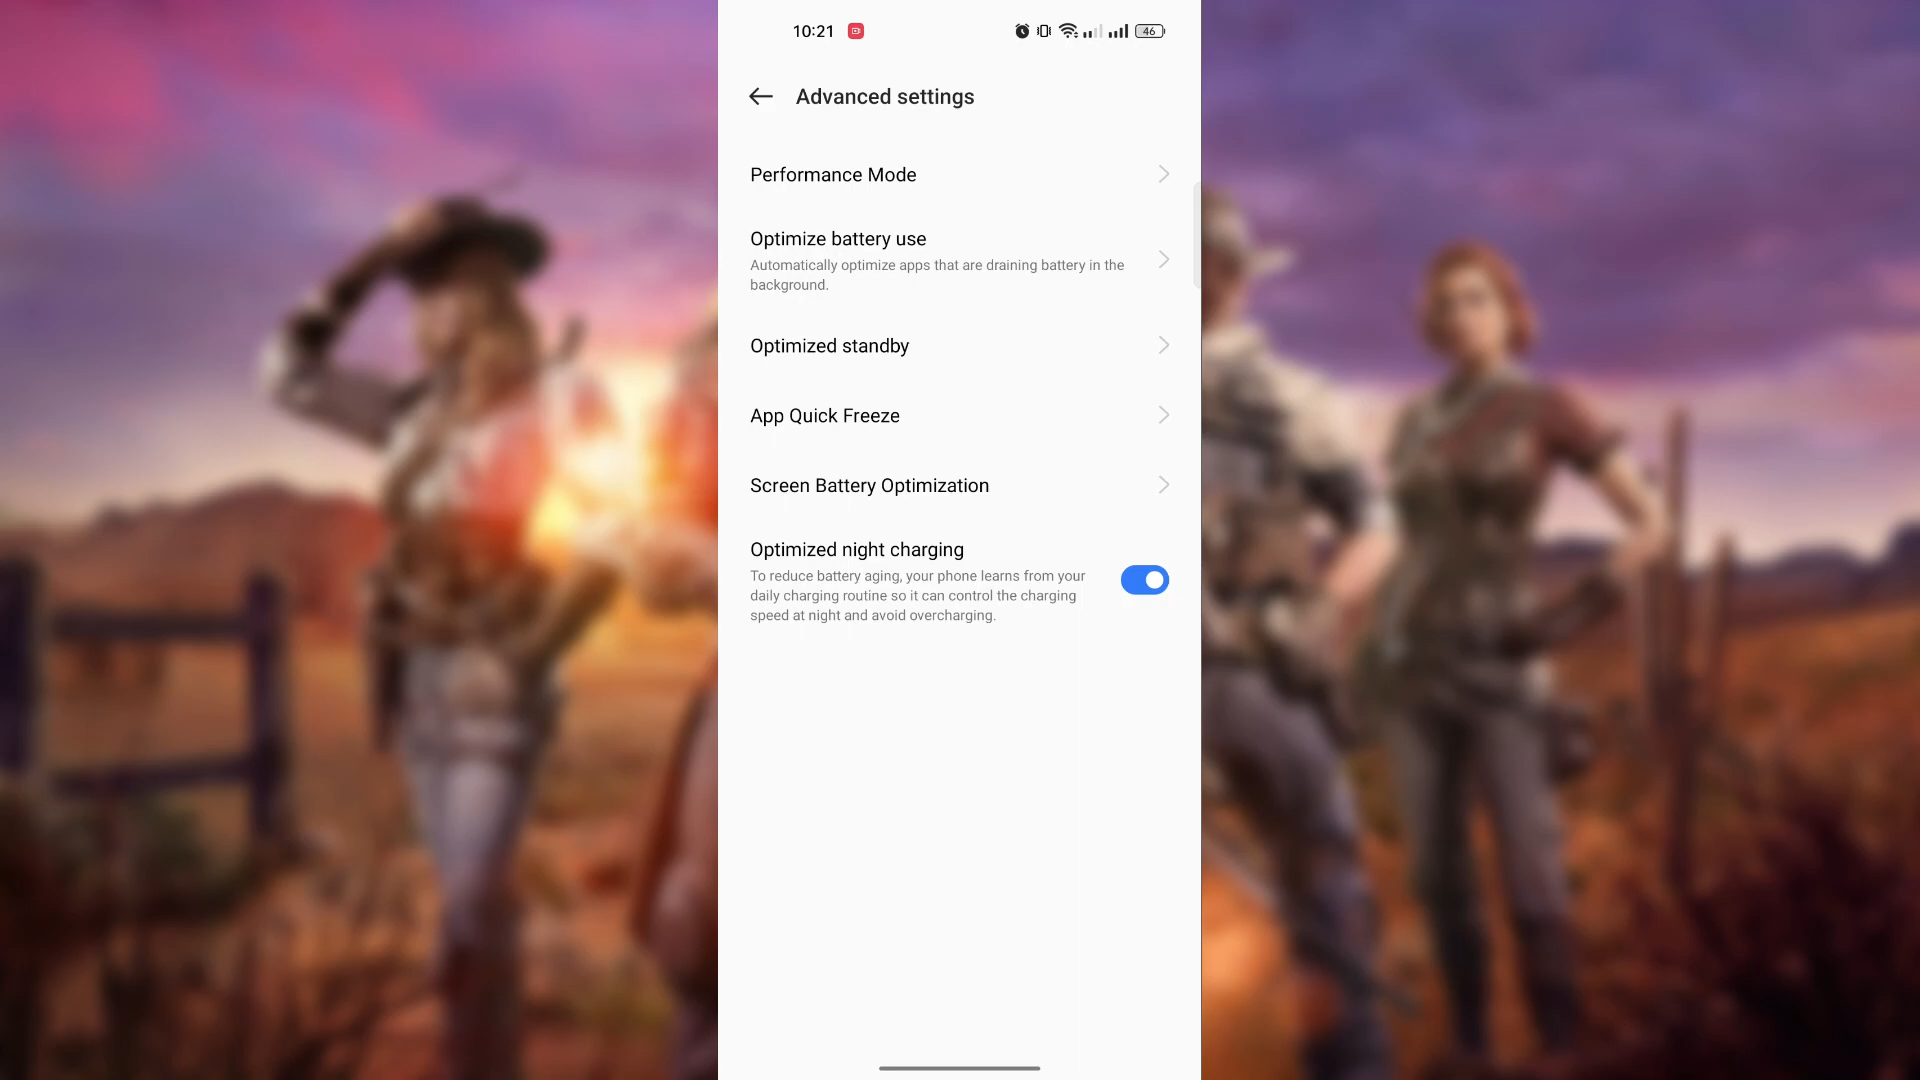 10:21
46
Advanced settings
Performance Mode
Optimize battery use
Automatically optimize apps that are draining battery in the
background.
Optimized standby
App Quick Freeze
Screen Battery Optimization
Optimized night charging
To reduce battery aging, your phone learns from your
daily charging routine so it can control the charging
speed at night and avoid overcharging.